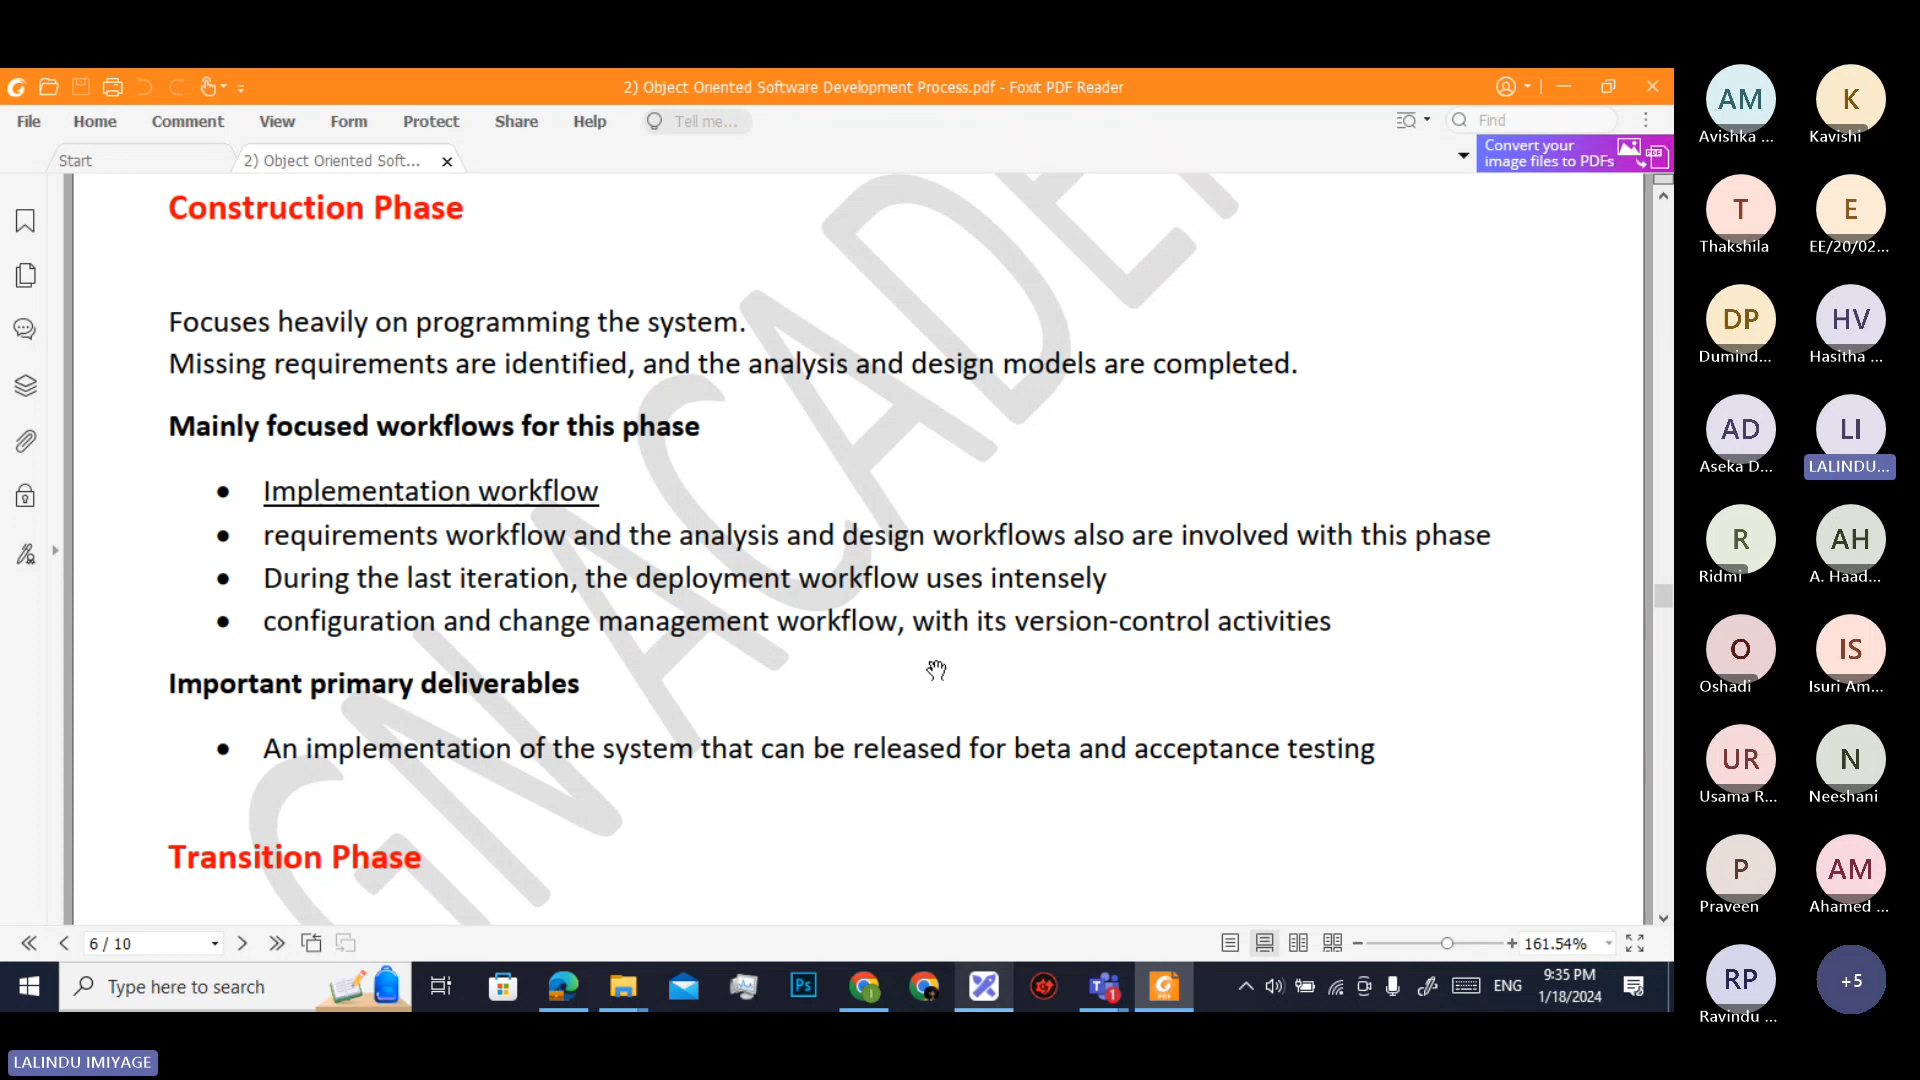 2) Object Oriented Software Development Process.pdf - Foxit PDF Reader
File Home Comment View Form Protect Share Help Tell me... Find
Start
2) Object Oriented Soft...
Convert your
image files to PDFs
PDF
Construction Phase
Focuses heavily on programming the system.
Missing requirements are identified, and the analysis and design models are completed.
Mainly focused workflows for this phase
• Implementation workflow
• requirements workflow and the analysis and design workflows also are involved with this phase
• During the last iteration, the deployment workflow uses intensely
• configuration and change management workflow, with its version-control activities
Important primary deliverables
• An implementation of the system that can be released for beta and acceptance testing
Transition Phase
GN ACADE
6 / 10
161.54%
Type here to search
Ps
ENG
9:35 PM
1/18/2024
AM K
Avishka ... Kavishi
T E
Thakshila EE/20/02...
DP HV
Dumind... Hasitha ...
AD LI
Aseka D... LALINDU...
R AH
Ridmi A. Haad...
O IS
Oshadi Isuri Am...
UR N
Usama R... Neeshani
P AM
Praveen Ahamed ...
RP +5
Ravindu ...
LALINDU IMIYAGE